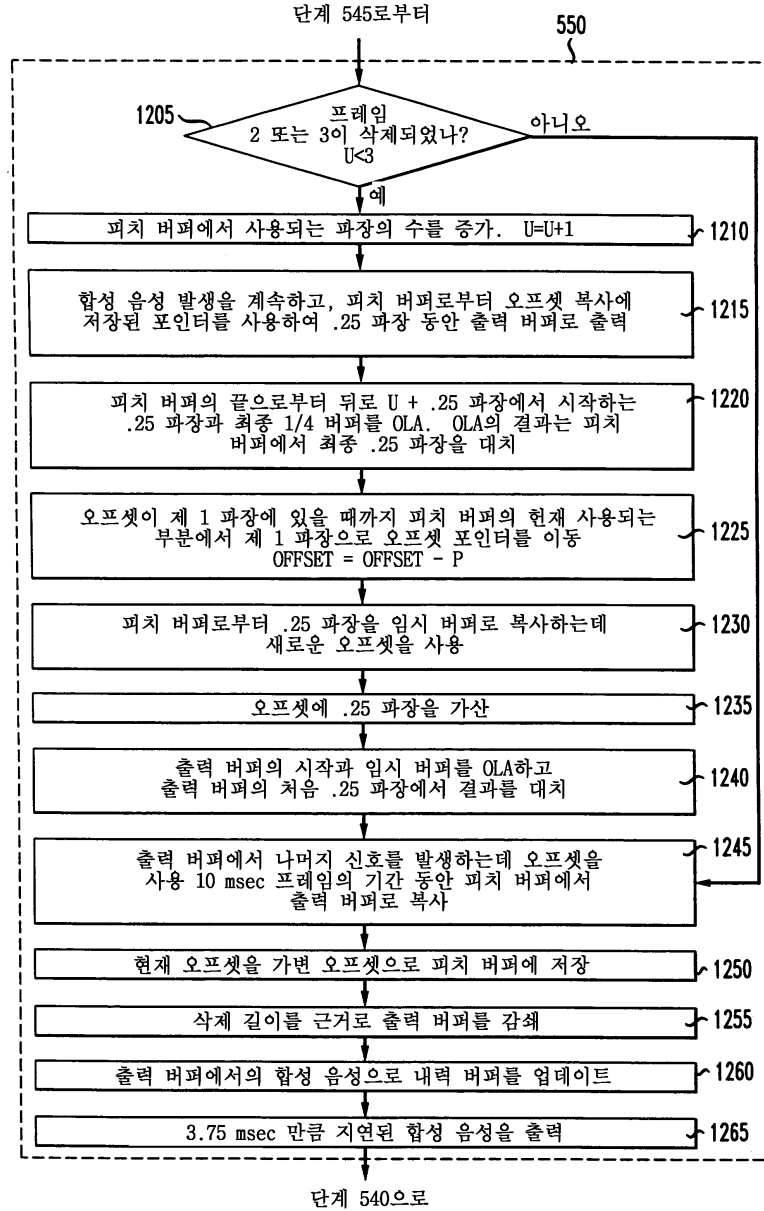 단계 545로부터
550
1205
프레임
2 또는 3이 삭제되었나?
U<3
아니오
예
피치 버퍼에서 사용되는 파장의 수를 증가. U=U+1
1210
합성 음성 발생을 계속하고, 피치 버퍼로부터 오프셋 복사에
저장된 포인터를 사용하여 .25 파장 동안 출력 버퍼로 출력
1215
피치 버퍼의 끝으로부터 뒤로 U + .25 파장에서 시작하는
.25 파장과 최종 1/4 버퍼를 OLA. OLA의 결과는 피치
버퍼에서 최종 .25 파장을 대치
1220
오프셋이 제 1 파장에 있을 때까지 피치 버퍼의 현재 사용되는
부분에서 제 1 파장으로 오프셋 포인터를 이동
OFFSET = OFFSET - P
1225
피치 버퍼로부터 .25 파장을 임시 버퍼로 복사하는데
새로운 오프셋을 사용
1230
오프셋에 .25 파장을 가산
1235
출력 버퍼의 시작과 임시 버퍼를 OLA하고
출력 버퍼의 처음 .25 파장에서 결과를 대치
1240
출력 버퍼에서 나머지 신호를 발생하는데 오프셋을
사용 10 msec 프레임의 기간 동안 피치 버퍼에서
출력 버퍼로 복사
1245
현재 오프셋을 가변 오프셋으로 피치 버퍼에 저장
1250
삭제 길이를 근거로 출력 버퍼를 감쇄
1255
출력 버퍼에서의 합성 음성으로 내력 버퍼를 업데이트
1260
3.75 msec 만큼 지연된 합성 음성을 출력
1265
단계 540으로